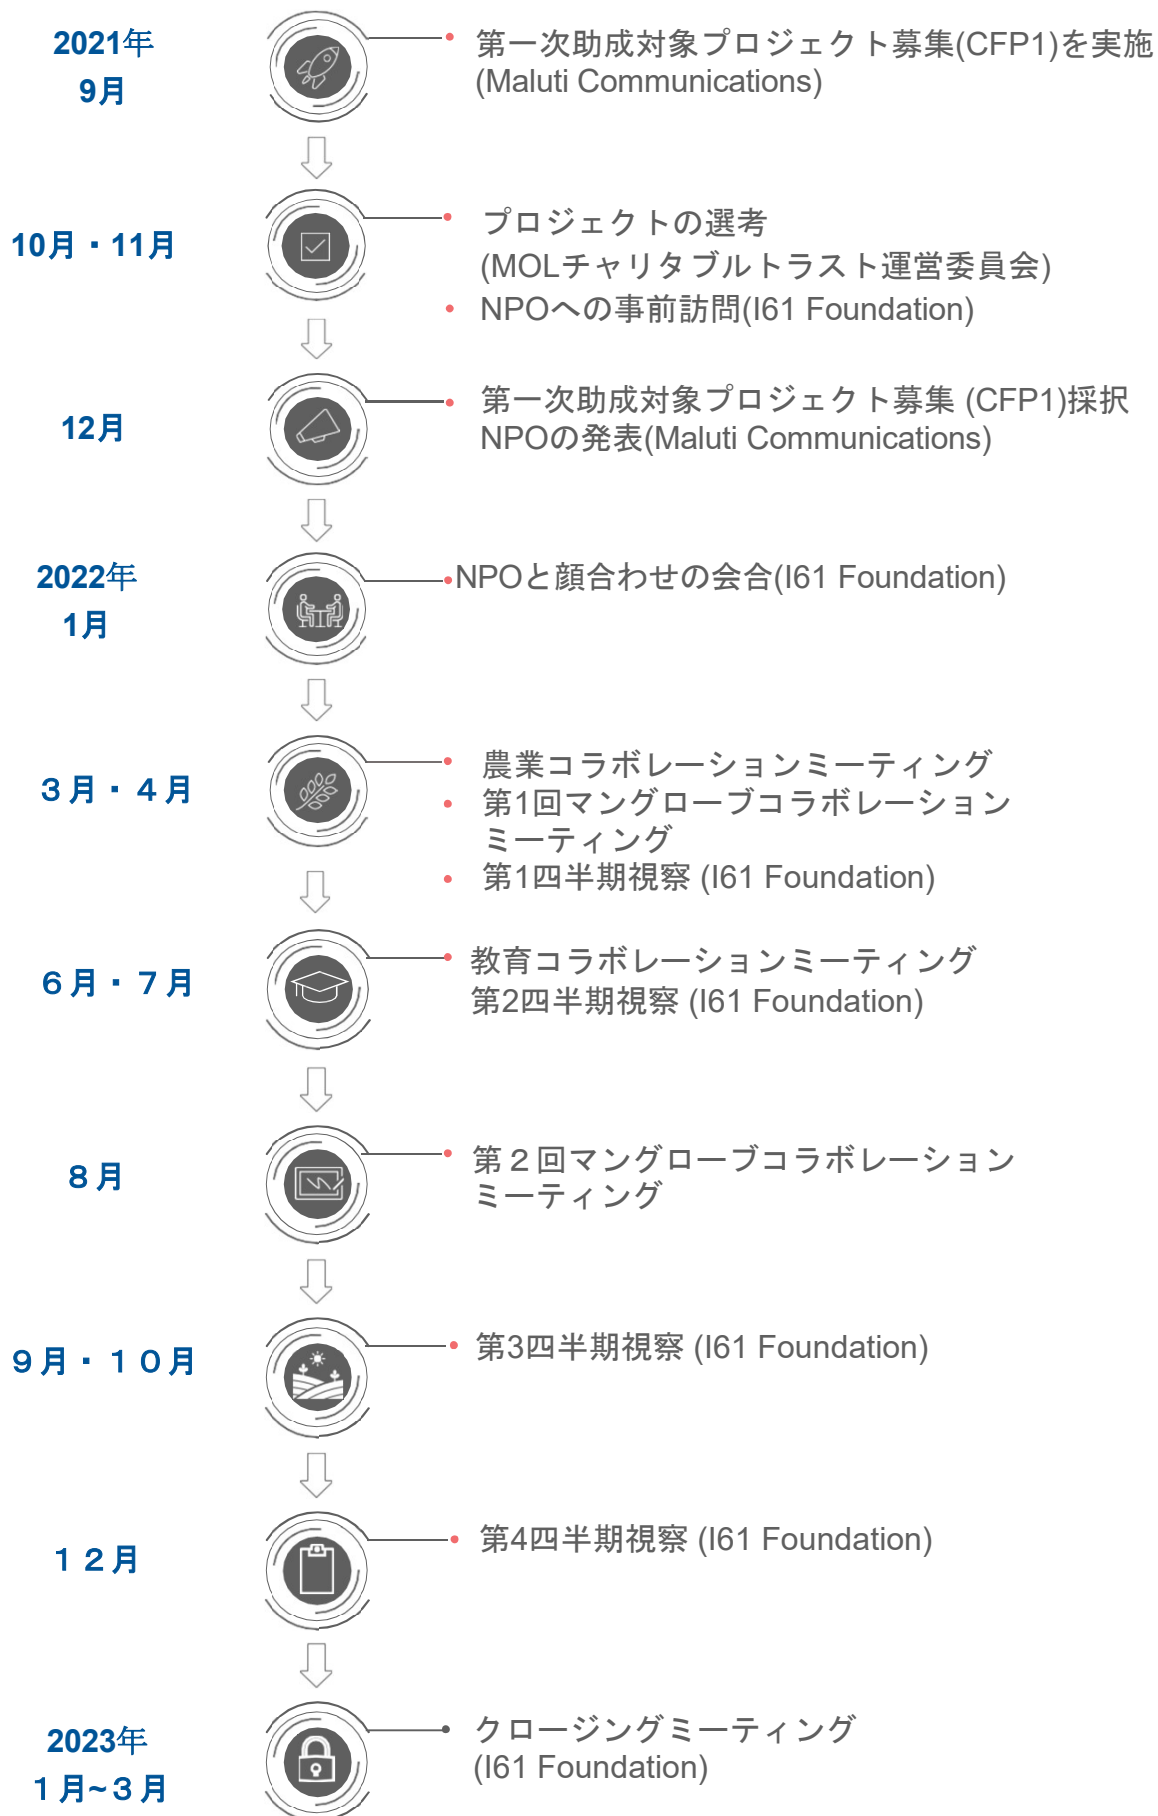 2021年
9月
• 第一次助成対象プロジェクト募集(CFP1)を実施
(Maluti Communications)
10月・11月
• プロジェクトの選考
(MOLチャリタブルトラスト運営委員会)
• NPOへの事前訪問(I61 Foundation)
12月
• 第一次助成対象プロジェクト募集 (CFP1)採択
NPOの発表(Maluti Communications)
2022年
1月
•NPOと顔合わせの会合(I61 Foundation)
３月・４月
• 農業コラボレーションミーティング
• 第1回マングローブコラボレーション
ミーティング
• 第1四半期視察 (I61 Foundation)
６月・７月
• 教育コラボレーションミーティング
第2四半期視察 (I61 Foundation)
８月
• 第２回マングローブコラボレーション
ミーティング
９月・１０月
• 第3四半期視察 (I61 Foundation)
１２月
• 第4四半期視察 (I61 Foundation)
2023年
１月~３月
• クロージングミーティング
(I61 Foundation)